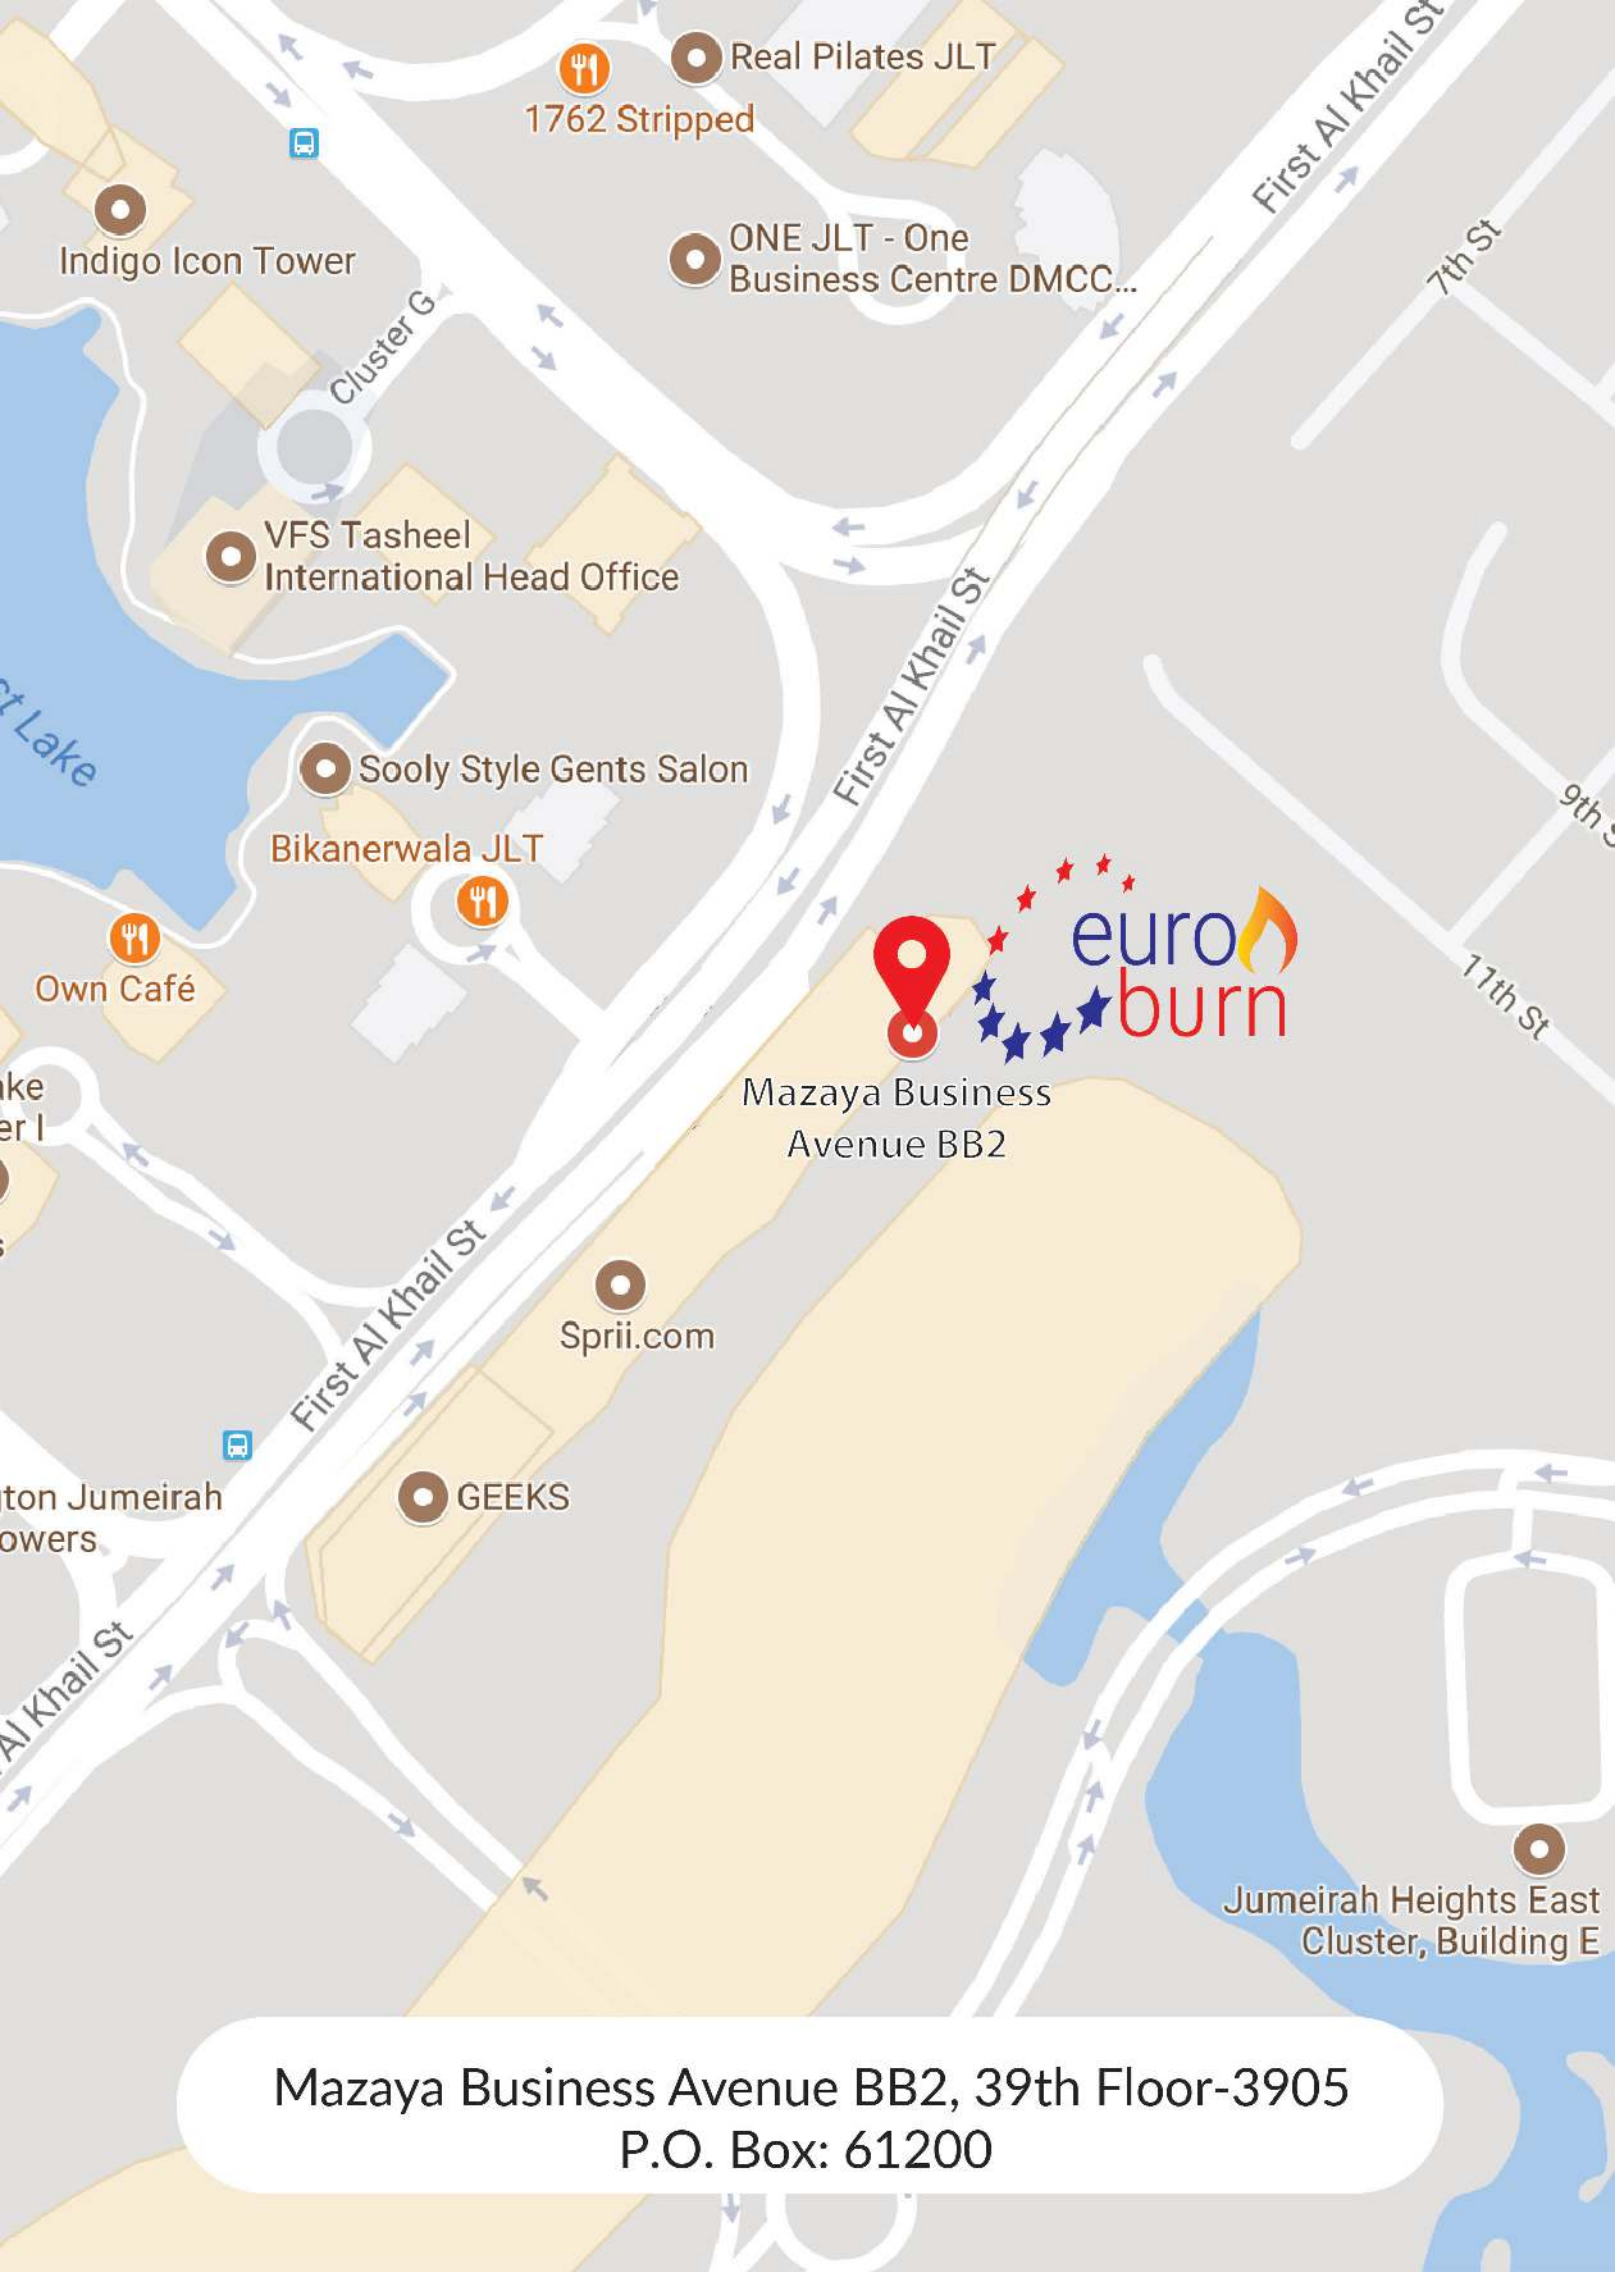 Real Pilates JLT
1762 Stripped
First Al Khail St
Indigo Icon Tower
ONE JLT - One
Business Centre DMCC...
7th St
Cluster G
VFS Tasheel
International Head Office
First Al Khail St
Lake
Sooly Style Gents Salon
9th
Bikanerwala JLT
euro
burn
Own Café
11th St
Mazaya Business
Avenue BB2
First Al Khail St
Sprii.com
GEEKS
Jumeirah
Al Khail St
Jumeirah Heights East
Cluster, Building E
Mazaya Business Avenue BB2, 39th Floor-3905
P.O. Box: 61200